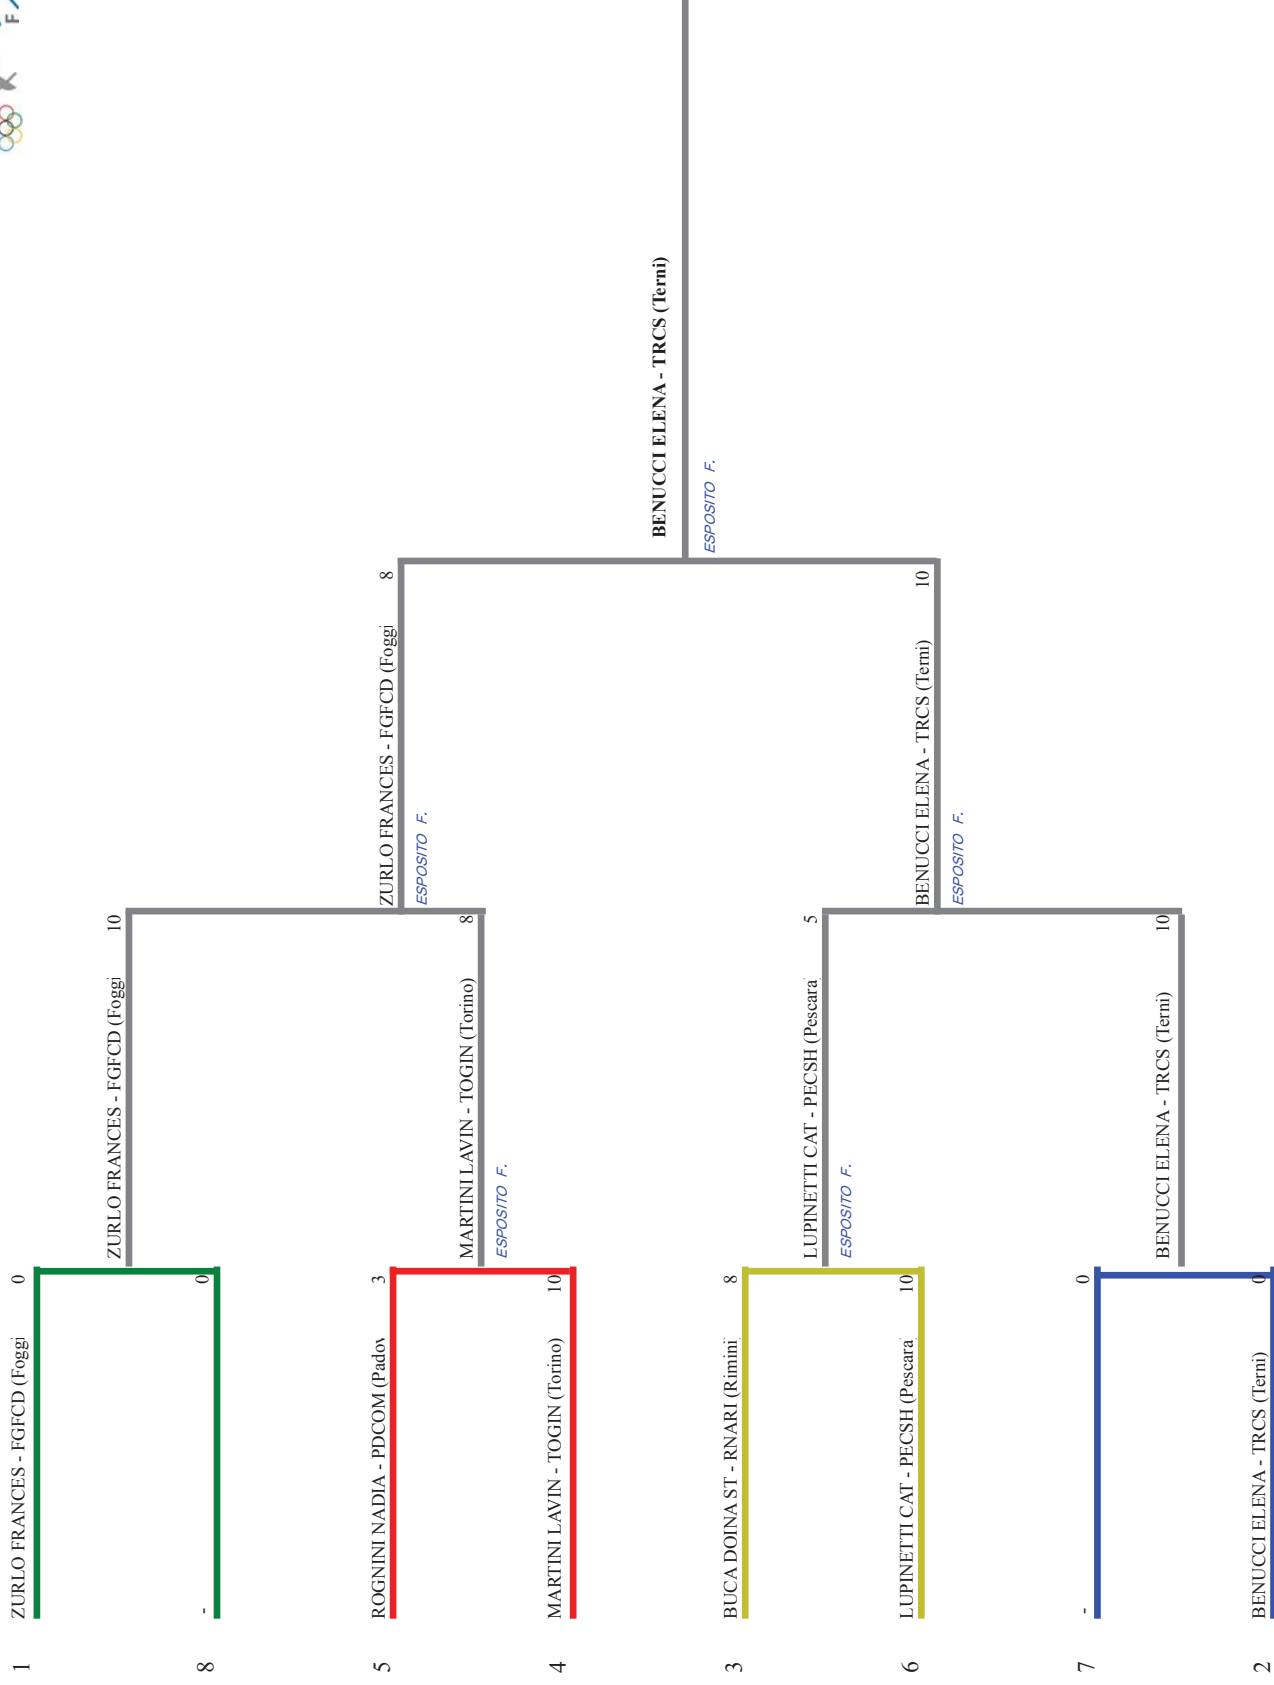 1
ZURLO FRANCES - FGFCD (Foggi
0
8
-
0
5
ROGNINI NADIA - PDCOM (Padov
3
4
MARTINI LAVIN - TOGIN (Torino)
10
3
BUCA DOINA ST - RNARI (Rimini
8
6
LUPINETTI CAT - PECSH (Pescara
10
7
-
0
2
BENUCCI ELENA - TRCS (Terni)
0
ZURLO FRANCES - FGFCD (Foggi
10
MARTINI LAVIN - TOGIN (Torino)
8
ESPOSITO F.
LUPINETTI CAT - PECSH (Pescara
5
ESPOSITO F.
BENUCCI ELENA - TRCS (Terni)
10
ZURLO FRANCES - FGFCD (Foggi
8
ESPOSITO F.
BENUCCI ELENA - TRCS (Terni)
10
ESPOSITO F.
BENUCCI ELENA - TRCS (Terni)
ESPOSITO F.